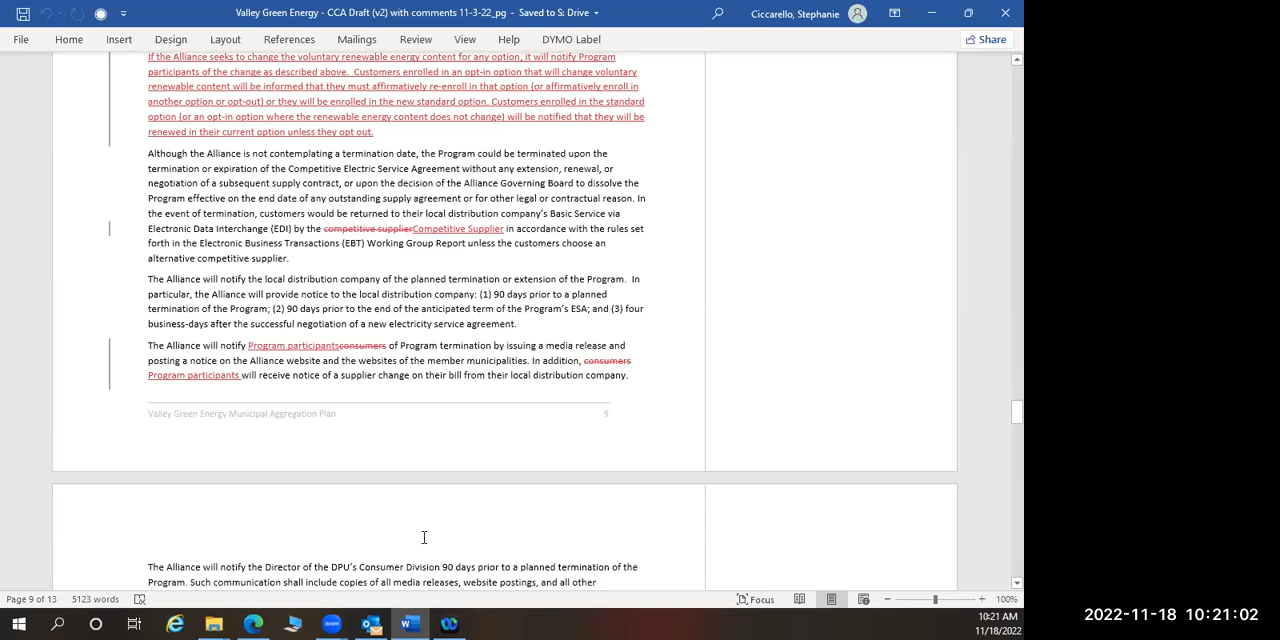 Valley Green Energy - CCA Draft (v2) with comments 11-3-22_pg - Saved to S: Drive
Ciccarello, Stephanie
File Home Insert Design Layout References Mailings Review View Help DYMO Label Share
If the Alliance seeks to change the voluntary renewable energy content for any option, it will notify Program
participants of the change as described above. Customers enrolled in an opt-in option that will change voluntary
renewable content will be informed that they must affirmatively re-enroll in that option (or affirmatively enroll in
another option or opt-out) or they will be enrolled in the new standard option. Customers enrolled in the standard
option (or an opt-in option where the renewable energy content does not change) will be notified that they will be
renewed in their current option unless they opt out.
Although the Alliance is not contemplating a termination date, the Program could be terminated upon the
termination or expiration of the Competitive Electric Service Agreement without any extension, renewal, or
negotiation of a subsequent supply contract, or upon the decision of the Alliance Governing Board to dissolve the
Program effective on the end date of any outstanding supply agreement or for other legal or contractual reason. In
the event of termination, customers would be returned to their local distribution company's Basic Service via
Electronic Data Interchange (EDI) by the competitive supplierCompetitive Supplier in accordance with the rules set
forth in the Electronic Business Transactions (EBT) Working Group Report unless the customers choose an
alternative competitive supplier.
The Alliance will notify the local distribution company of the planned termination or extension of the Program. In
particular, the Alliance will provide notice to the local distribution company: (1) 90 days prior to a planned
termination of the Program; (2) 90 days prior to the end of the anticipated term of the Program's ESA; and (3) four
business-days after the successful negotiation of a new electricity service agreement.
The Alliance will notify Program participantsconsumers of Program termination by issuing a media release and
posting a notice on the Alliance website and the websites of the member municipalities. In addition, consumers
Program participants will receive notice of a supplier change on their bill from their local distribution company.
Valley Green Energy Municipal Aggregation Plan 9
The Alliance will notify the Director of the DPU's Consumer Division 90 days prior to a planned termination of the
Program. Such communication shall include copies of all media releases, website postings, and all other
Page 9 of 13 5123 words Focus 100%
10:21 AM
11/18/2022
2022-11-18 10:21:02